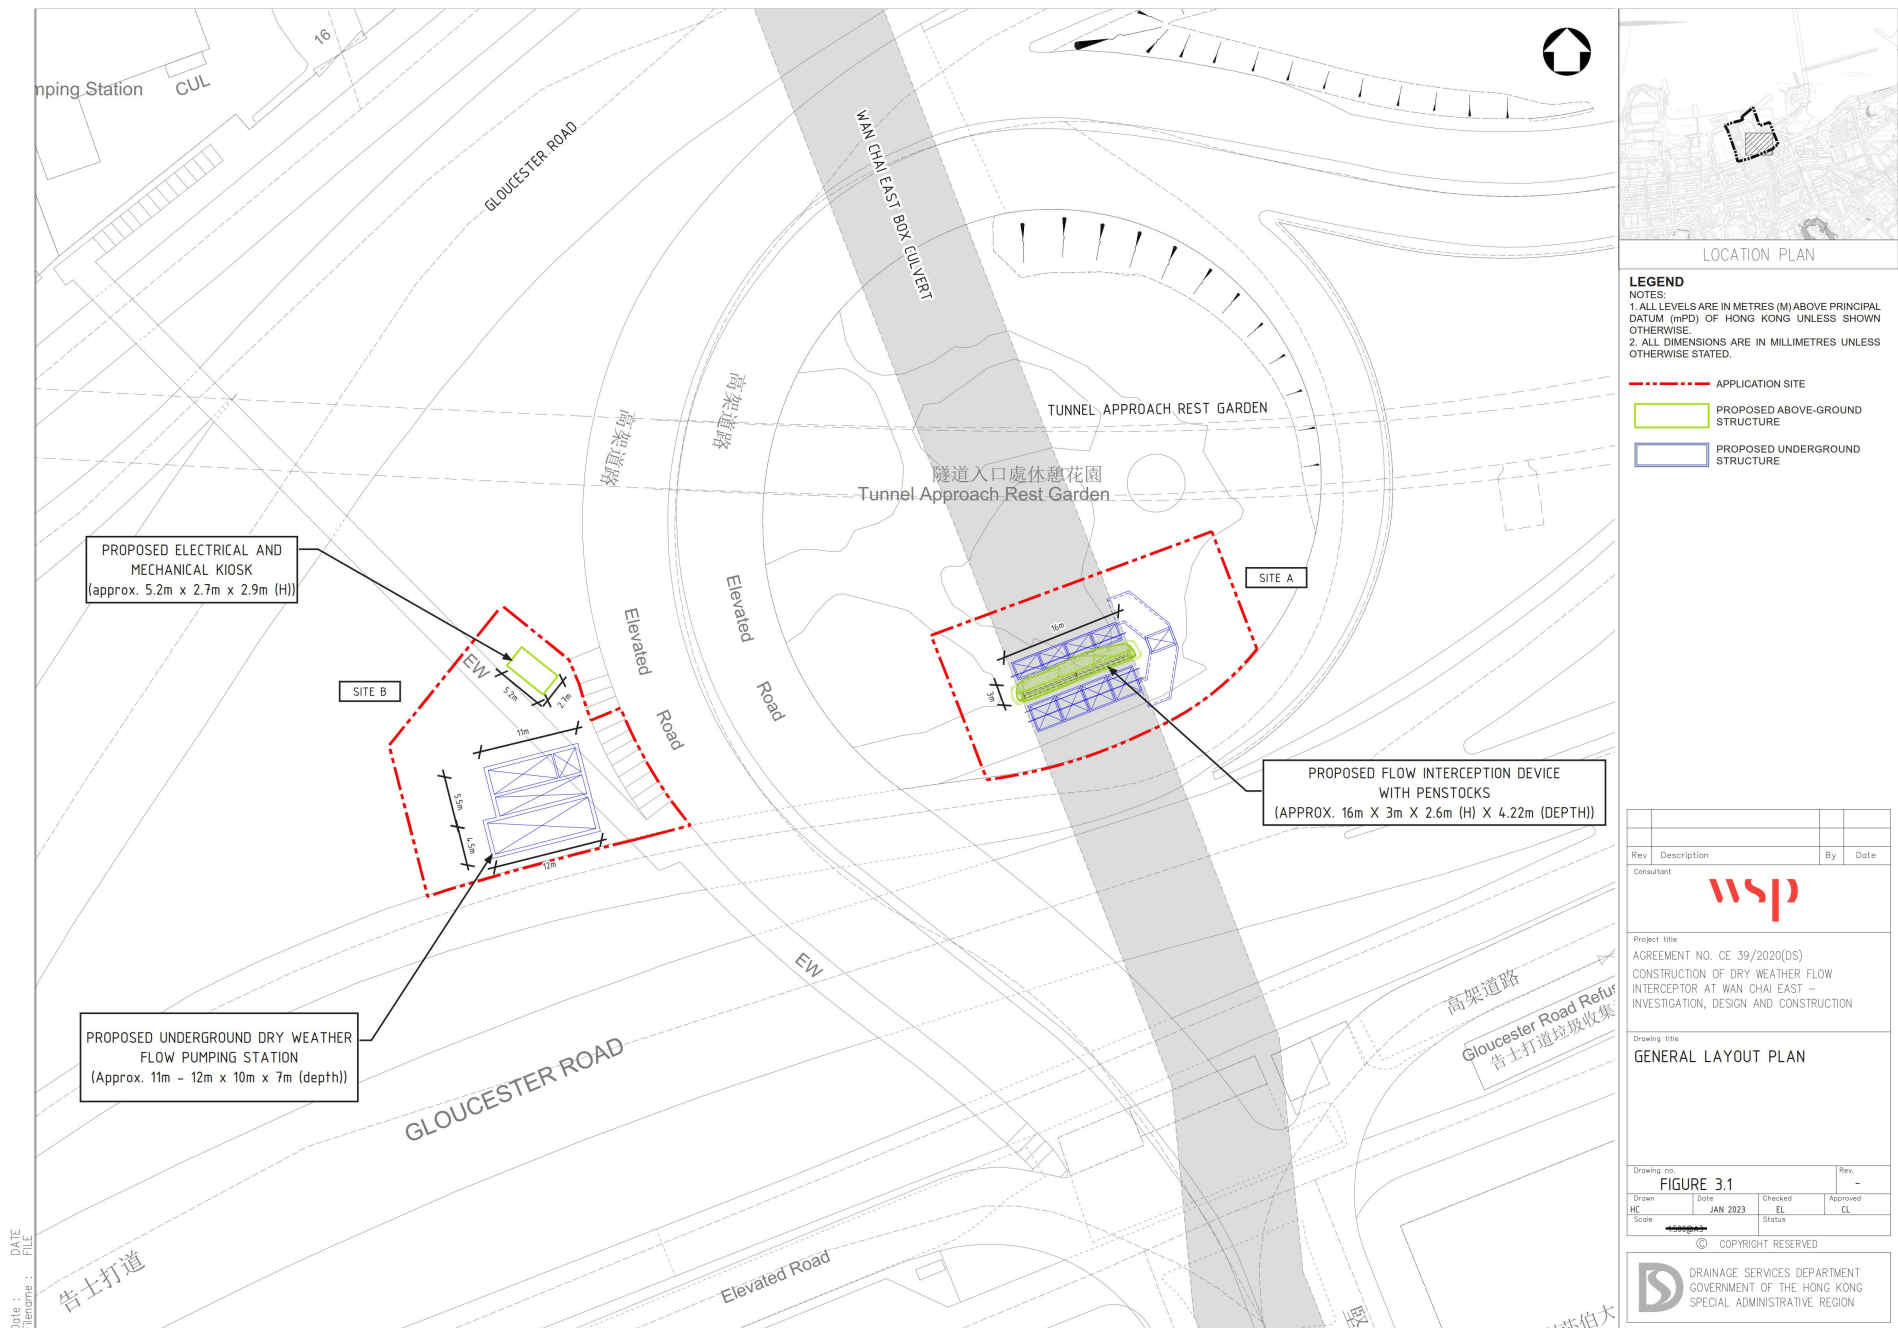 16
mping Station
CUL
GLOUCESTER ROAD
WAN CHAI EAST BOX CULVERT
高架道路
高架道路
TUNNEL APPROACH REST GARDEN
隧道入口處休憩花園
Tunnel Approach Rest Garden
PROPOSED ELECTRICAL AND
MECHANICAL KIOSK
(approx. 5.2m x 2.7m x 2.9m (H))
SITE A
SITE B
EW
5.2m
2.7m
11m
5.5m
4.5m
12m
16m
3m
Elevated
Road
Elevated
Road
PROPOSED FLOW INTERCEPTION DEVICE
WITH PENSTOCKS
(APPROX. 16m X 3m X 2.6m (H) X 4.22m (DEPTH))
EW
PROPOSED UNDERGROUND DRY WEATHER
FLOW PUMPING STATION
(Approx. 11m – 12m x 10m x 7m (depth))
GLOUCESTER ROAD
高架道路
Gloucester Road Refus
告士打道垃圾收集
告士打道
Elevated Road
Date : DATE
Filename : FILE
LOCATION PLAN
LEGEND
NOTES:
1. ALL LEVELS ARE IN METRES (M) ABOVE PRINCIPAL
DATUM (mPD) OF HONG KONG UNLESS SHOWN
OTHERWISE.
2. ALL DIMENSIONS ARE IN MILLIMETRES UNLESS
OTHERWISE STATED.
APPLICATION SITE
PROPOSED ABOVE-GROUND
STRUCTURE
PROPOSED UNDERGROUND
STRUCTURE
Rev Description By Date
Consultant
wsp
Project title
AGREEMENT NO. CE 39/2020(DS)
CONSTRUCTION OF DRY WEATHER FLOW
INTERCEPTOR AT WAN CHAI EAST –
INVESTIGATION, DESIGN AND CONSTRUCTION
Drawing title
GENERAL LAYOUT PLAN
Drawing no. Rev.
FIGURE 3.1 -
Drawn Date Checked Approved
HC JAN 2023 EL CL
Scale Status
1:500@A3
© COPYRIGHT RESERVED
DRAINAGE SERVICES DEPARTMENT
GOVERNMENT OF THE HONG KONG
SPECIAL ADMINISTRATIVE REGION